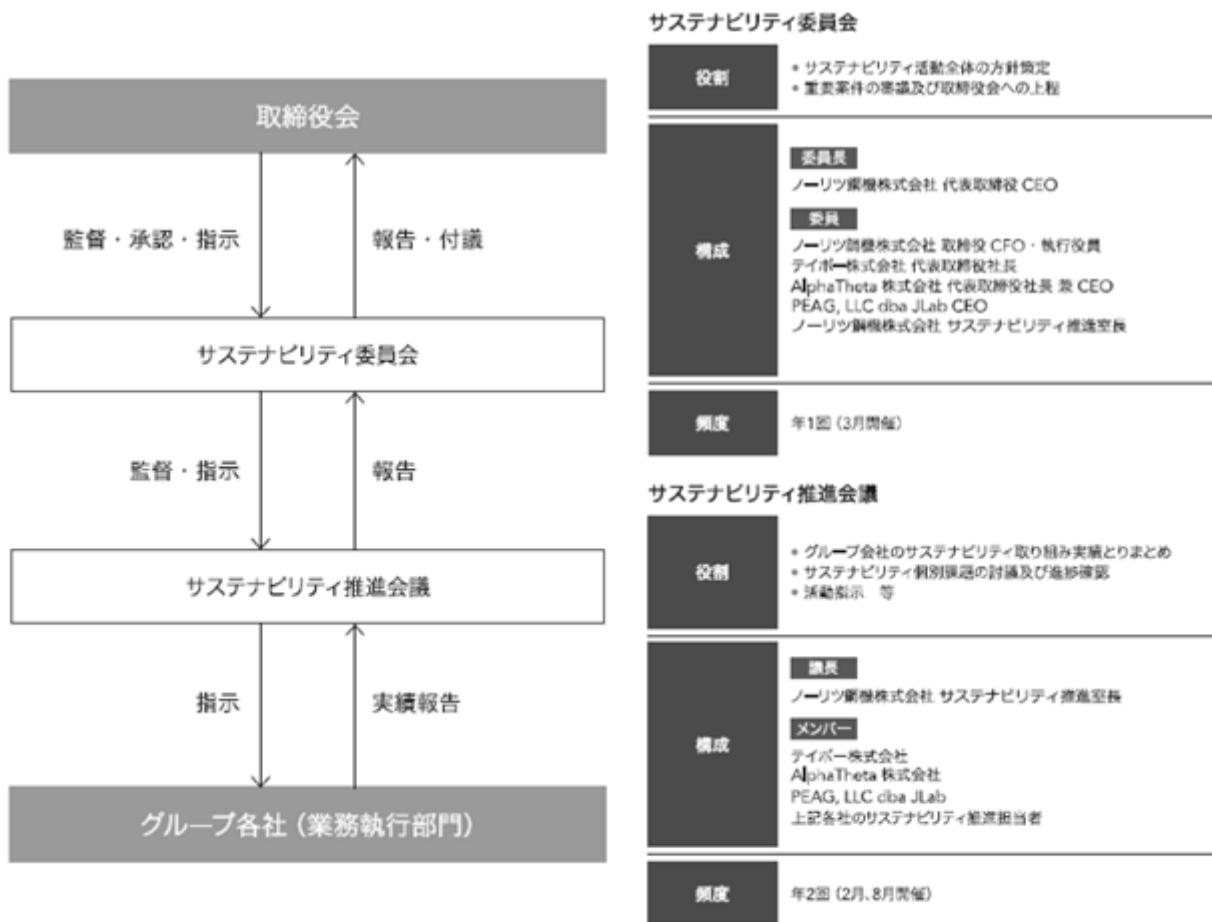 取締役会
監督・承認・指示
報告・付議
サステナビリティ委員会
監督・指示
報告
サステナビリティ推進会議
指示
実績報告
グループ各社（業務執行部門）
サステナビリティ委員会
役割
• サステナビリティ活動全体の方針策定
• 重要案件の審議及び取締役会への上程
構成
委員長
ノーリツ鋼機株式会社 代表取締役 CEO
委員
ノーリツ鋼機株式会社 取締役 CFO・執行役員
テイボー株式会社 代表取締役社長
AlphaTheta 株式会社 代表取締役社長 兼 CEO
PEAG, LLC dba JLab CEO
ノーリツ鋼機株式会社 サステナビリティ推進室長
頻度
年1回（3月開催）
サステナビリティ推進会議
役割
• グループ会社のサステナビリティ取り組み実績とりまとめ
• サステナビリティ個別課題の討議及び進捗確認
• 活動指示　等
構成
議長
ノーリツ鋼機株式会社 サステナビリティ推進室長
メンバー
テイボー株式会社
AlphaTheta 株式会社
PEAG, LLC dba JLab
上記各社のサステナビリティ推進担当者
頻度
年2回（2月、8月開催）